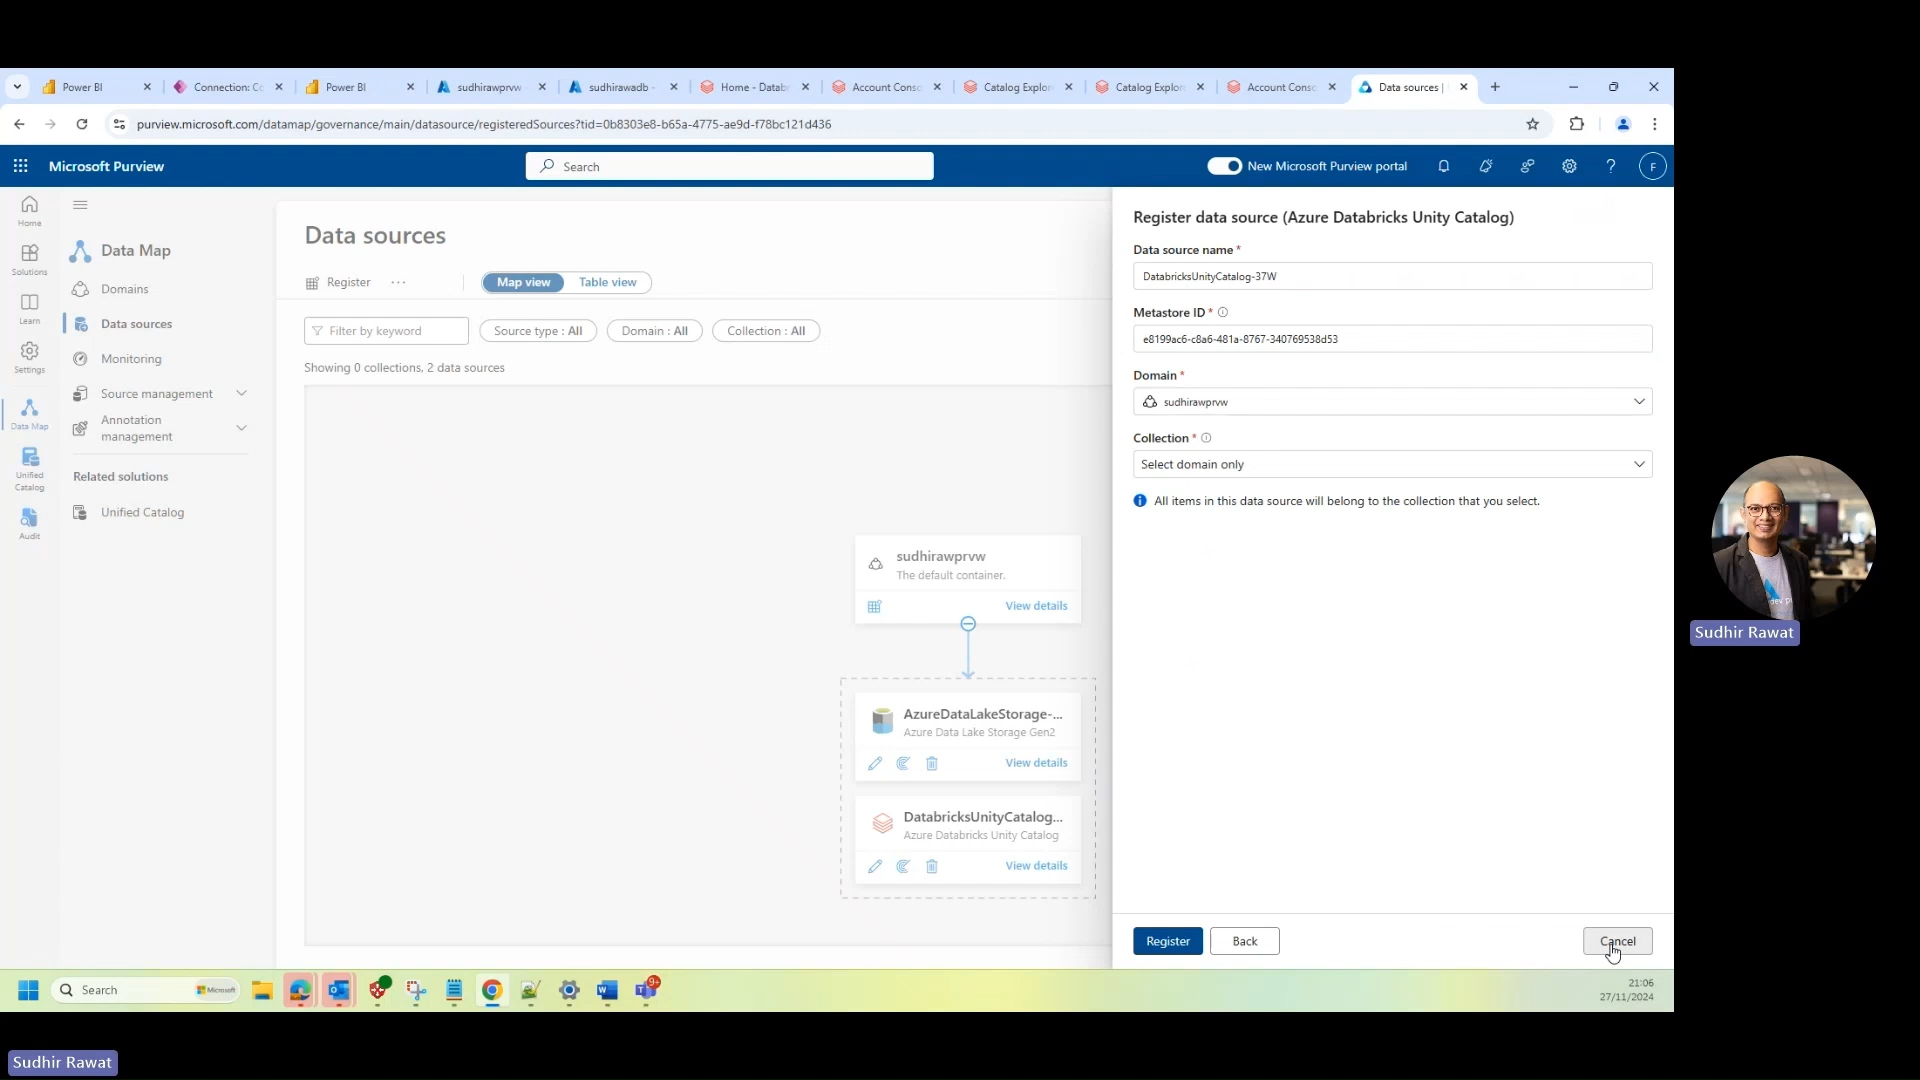 Power BI
Connection: Co
Power BI
sudhirawprvw
sudhirawadb -
Home - Databr
Account Conso
Catalog Explor
Catalog Explor
Account Conso
Data sources |
purview.microsoft.com/datamap/governance/main/datasource/registeredSources?tid=0b8303e8-b65a-4775-ae9d-f78bc121d436
Microsoft Purview
Search
New Microsoft Purview portal
F
Home
Solutions
Learn
Settings
Data Map
Unified
Catalog
Audit
Data Map
Domains
Data sources
Monitoring
Source management
Annotation
management
Related solutions
Unified Catalog
Data sources
Register
Map view
Table view
Filter by keyword
Source type : All
Domain : All
Collection : All
Showing 0 collections, 2 data sources
sudhirawprvw
The default container.
View details
AzureDataLakeStorage-...
Azure Data Lake Storage Gen2
View details
DatabricksUnityCatalog...
Azure Databricks Unity Catalog
View details
Register data source (Azure Databricks Unity Catalog)
Data source name *
DatabricksUnityCatalog-37W
Metastore ID *
e8199ac6-c8a6-481a-8767-340769538d53
Domain *
sudhirawprvw
Collection *
Select domain only
All items in this data source will belong to the collection that you select.
Register
Back
Cancel
Search
Microsoft
9+
21:06
27/11/2024
Sudhir Rawat
Sudhir Rawat